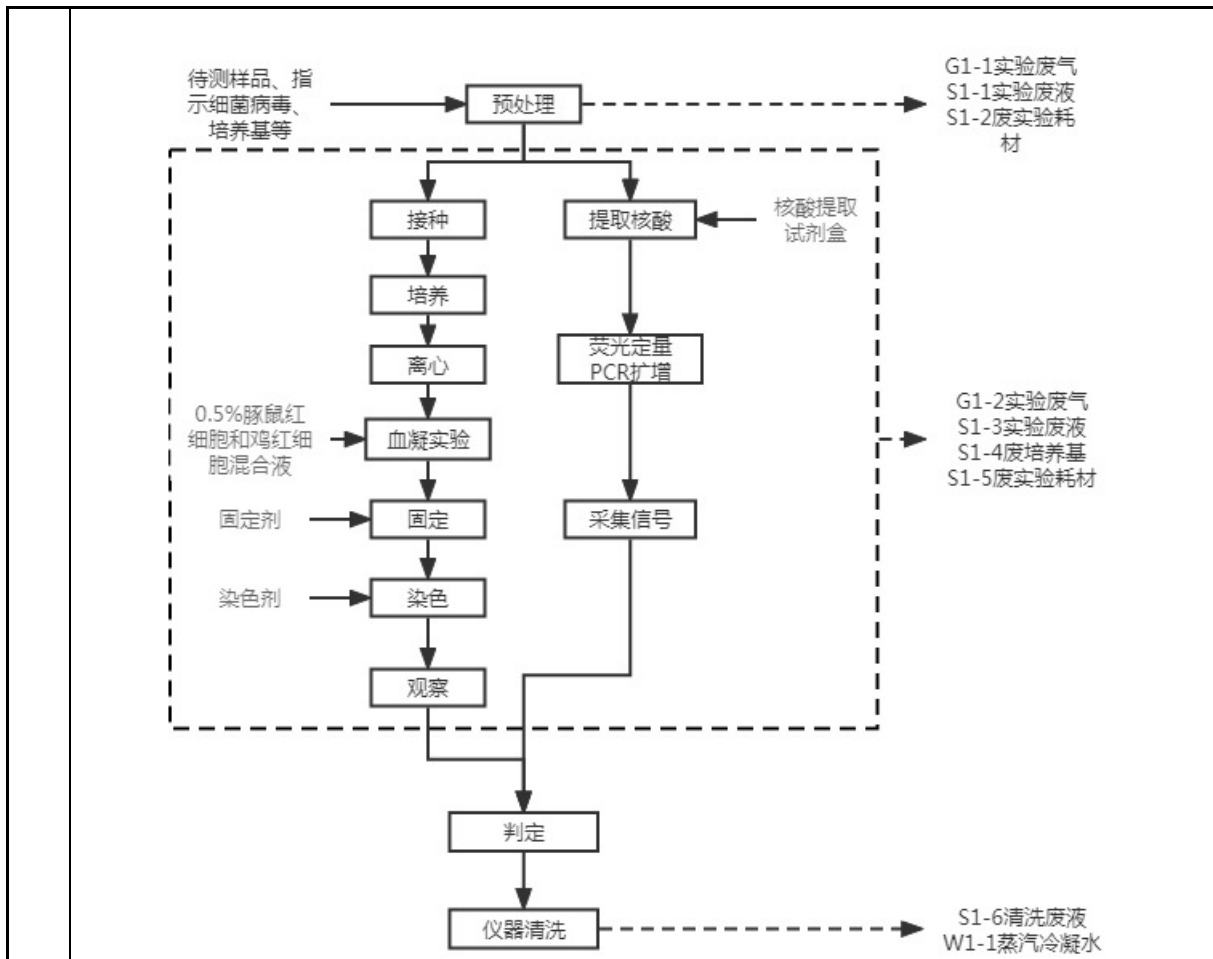 待测样品、指
示细菌病毒、
培养基等
预处理
G1-1实验废气
S1-1实验废液
S1-2废实验耗
材
接种
提取核酸
核酸提取
试剂盒
培养
离心
荧光定量
PCR扩增
0.5%豚鼠红
细胞和鸡红细
胞混合液
血凝实验
G1-2实验废气
S1-3实验废液
S1-4废培养基
S1-5废实验耗材
固定剂
固定
采集信号
染色剂
染色
观察
判定
仪器清洗
S1-6清洗废液
W1-1蒸汽冷凝水